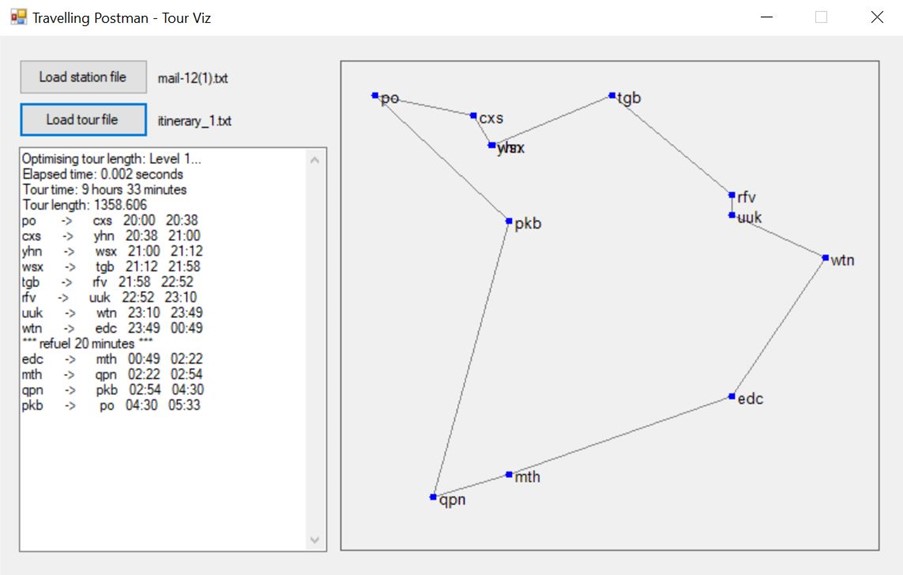 Travelling Postman - Tour Viz
Load station file
mail-12(1).txt
Load tour file
itinerary_1.txt
Optimising tour length: Level 1...
Elapsed time: 0.002 seconds
Tour time: 9 hours 33 minutes
Tour length: 1358.606
po -> cxs 20:00 20:38
cxs -> yhn 20:38 21:00
yhn -> wsx 21:00 21:12
wsx -> tgb 21:12 21:58
tgb -> rfv 21:58 22:52
rfv -> uuk 22:52 23:10
uuk -> wtn 23:10 23:49
wtn -> edc 23:49 00:49
*** refuel 20 minutes ***
edc -> mth 00:49 02:22
mth -> qpn 02:22 02:54
qpn -> pkb 02:54 04:30
pkb -> po 04:30 05:33
po
tgb
cxs
rfv
uuk
pkb
wtn
edc
mth
qpn